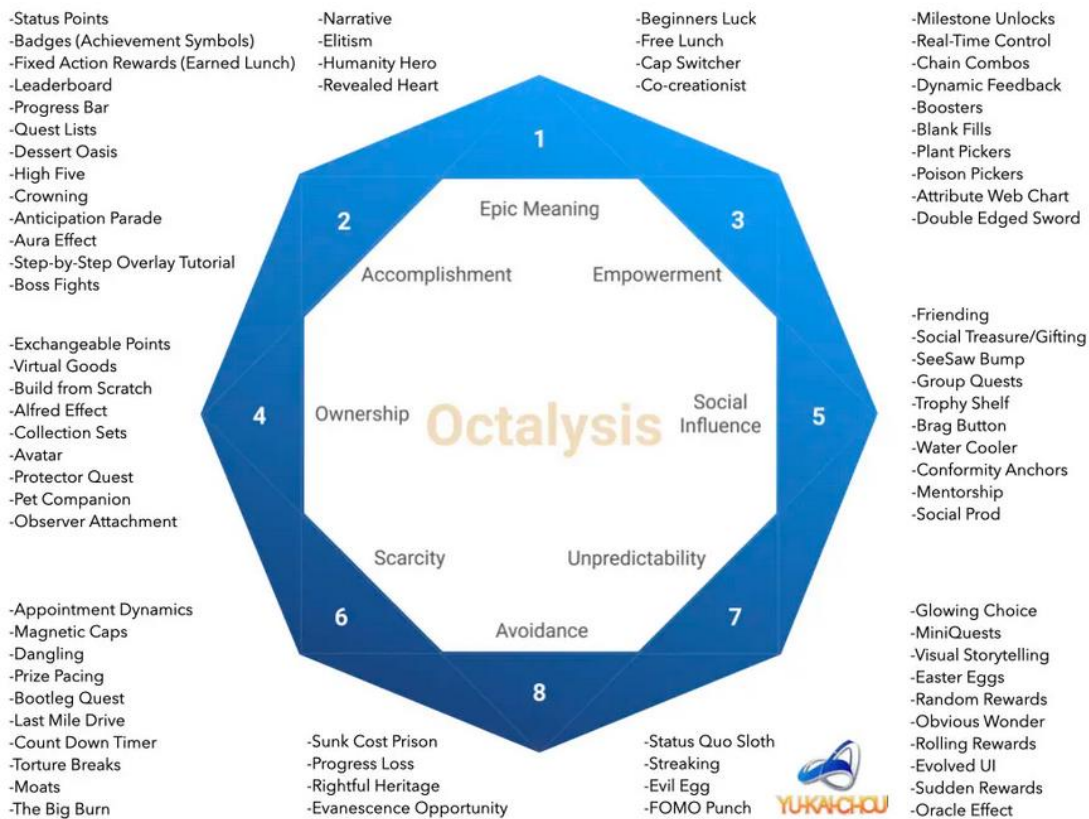 -Status Points
-Badges (Achievement Symbols)
-Fixed Action Rewards (Earned Lunch)
-Leaderboard
-Progress Bar
-Quest Lists
-Dessert Oasis
-High Five
-Crowning
-Anticipation Parade
-Aura Effect
-Step-by-Step Overlay Tutorial
-Boss Fights
-Narrative
-Elitism
-Humanity Hero
-Revealed Heart
-Beginners Luck
-Free Lunch
-Cap Switcher
-Co-creationist
-Milestone Unlocks
-Real-Time Control
-Chain Combos
-Dynamic Feedback
-Boosters
-Blank Fills
-Plant Pickers
-Poison Pickers
-Attribute Web Chart
-Double Edged Sword
1
Epic Meaning
2
Accomplishment
3
Empowerment
-Exchangeable Points
-Virtual Goods
-Build from Scratch
-Alfred Effect
-Collection Sets
-Avatar
-Protector Quest
-Pet Companion
-Observer Attachment
4
Ownership
Octalysis
Social
Influence
5
-Friending
-Social Treasure/Gifting
-SeeSaw Bump
-Group Quests
-Trophy Shelf
-Brag Button
-Water Cooler
-Conformity Anchors
-Mentorship
-Social Prod
Scarcity
6
Unpredictability
7
Avoidance
8
-Appointment Dynamics
-Magnetic Caps
-Dangling
-Prize Pacing
-Bootleg Quest
-Last Mile Drive
-Count Down Timer
-Torture Breaks
-Moats
-The Big Burn
-Sunk Cost Prison
-Progress Loss
-Rightful Heritage
-Evanescence Opportunity
-Status Quo Sloth
-Streaking
-Evil Egg
-FOMO Punch
YU-KAI-CHOU
-Glowing Choice
-MiniQuests
-Visual Storytelling
-Easter Eggs
-Random Rewards
-Obvious Wonder
-Rolling Rewards
-Evolved UI
-Sudden Rewards
-Oracle Effect